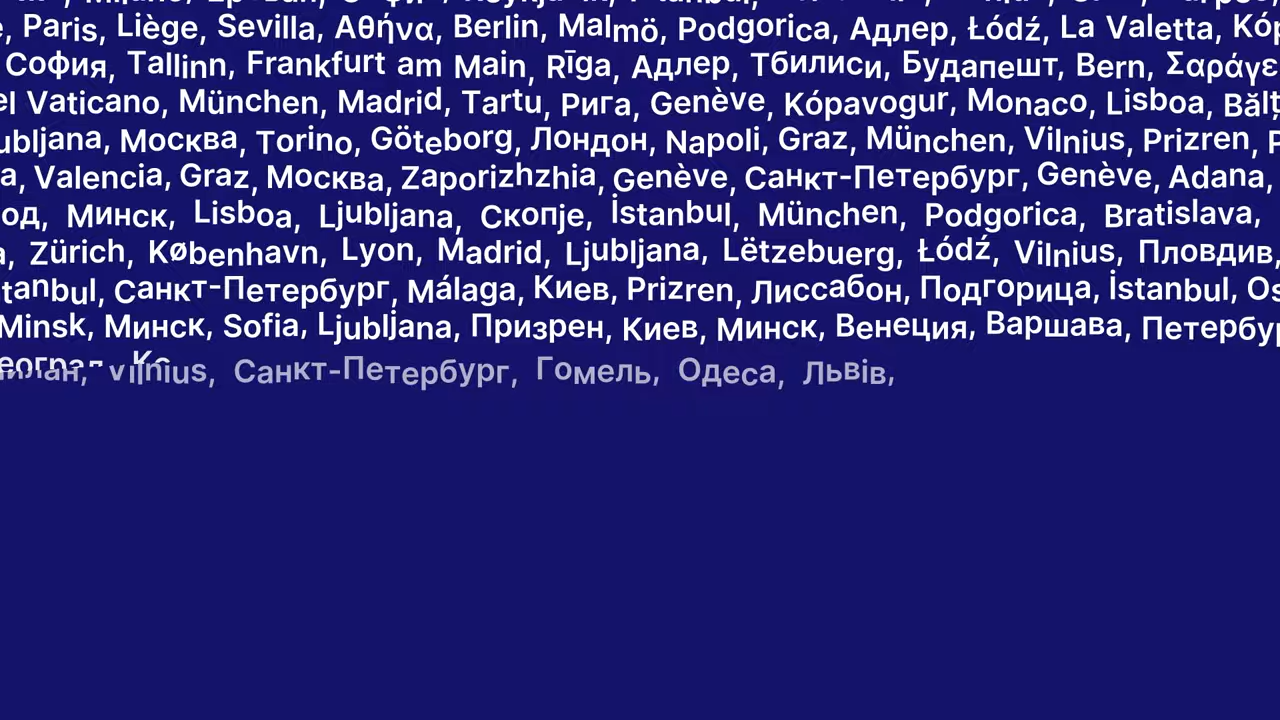 Paris, Liège, Sevilla, Αθήνα, Berlin, Malmö, Podgorica, Адлер, Łódź, La Valetta,
София, Tallinn, Frankfurt am Main, Rīga, Адлер, Тбилиси, Будапешт, Bern,
Vaticano, München, Madrid, Tartu, Рига, Genève, Kópavogur, Monaco, Lisboa,
Москва, Torino, Göteborg, Лондон, Napoli, Graz, München, Vilnius, Prizren,
Valencia, Graz, Москва, Zaporizhzhia, Genève, Санкт-Петербург, Genève, Adana,
Минск, Lisboa, Ljubljana, Скопје, İstanbul, München, Podgorica, Bratislava,
Zürich, København, Lyon, Madrid, Ljubljana, Lëtzebuerg, Łódź, Vilnius, Пловдив,
Санкт-Петербург, Málaga, Киев, Prizren, Лиссабон, Подгорица, İstanbul,
Minsk, Минск, Sofia, Ljubljana, Призрен, Киев, Минск, Венеция, Варшава,
Vilnius, Санкт-Петербург, Гомель, Одеса, Львів,